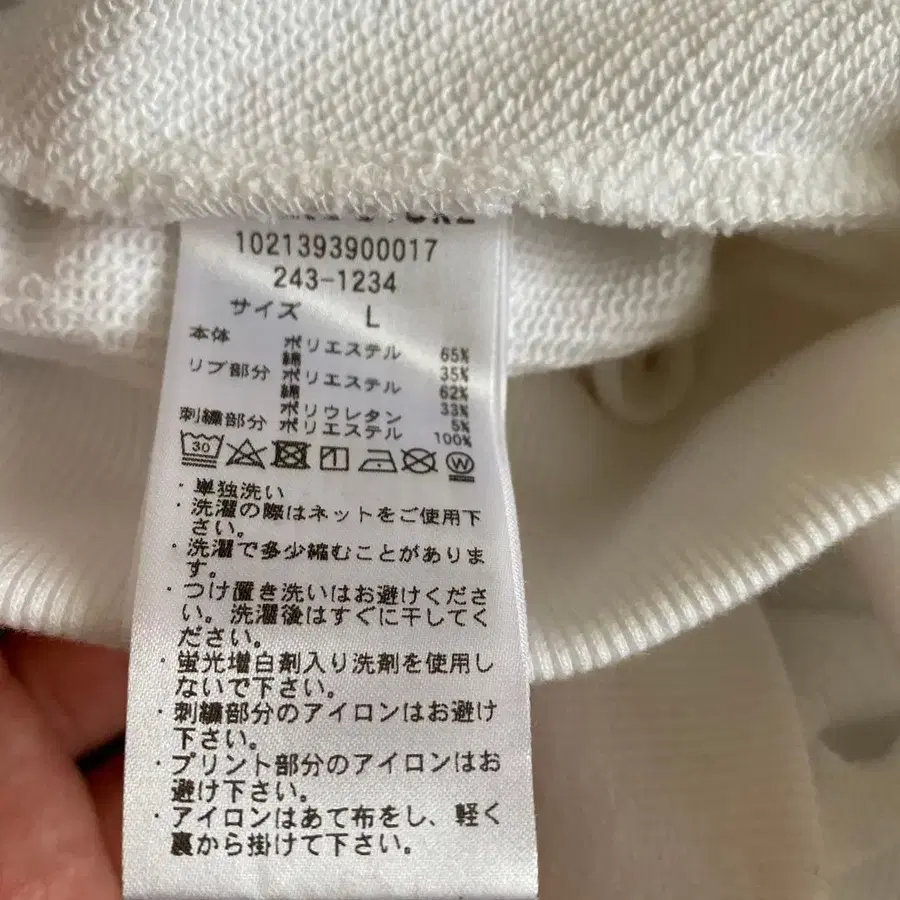 1021393900017
243-1234
サイズ L
本体 ポリエステル 65%
綿 35%
リブ部分 ポリエステル 62%
綿 33%
ポリウレタン 5%
刺繍部分 ポリエステル 100%
30 W
・単独洗い
・洗濯の際はネットをご使用下
さい。
・洗濯で多少縮むことがありま
す。
・つけ置き洗いはお避けくださ
い。洗濯後はすぐに干してく
ださい。
・蛍光増白剤入り洗剤を使用し
ないで下さい。
・刺繍部分のアイロンはお避け
下さい。
・プリント部分のアイロンはお
避け下さい。
・アイロンはあて布をし、軽く
裏から掛けて下さい。